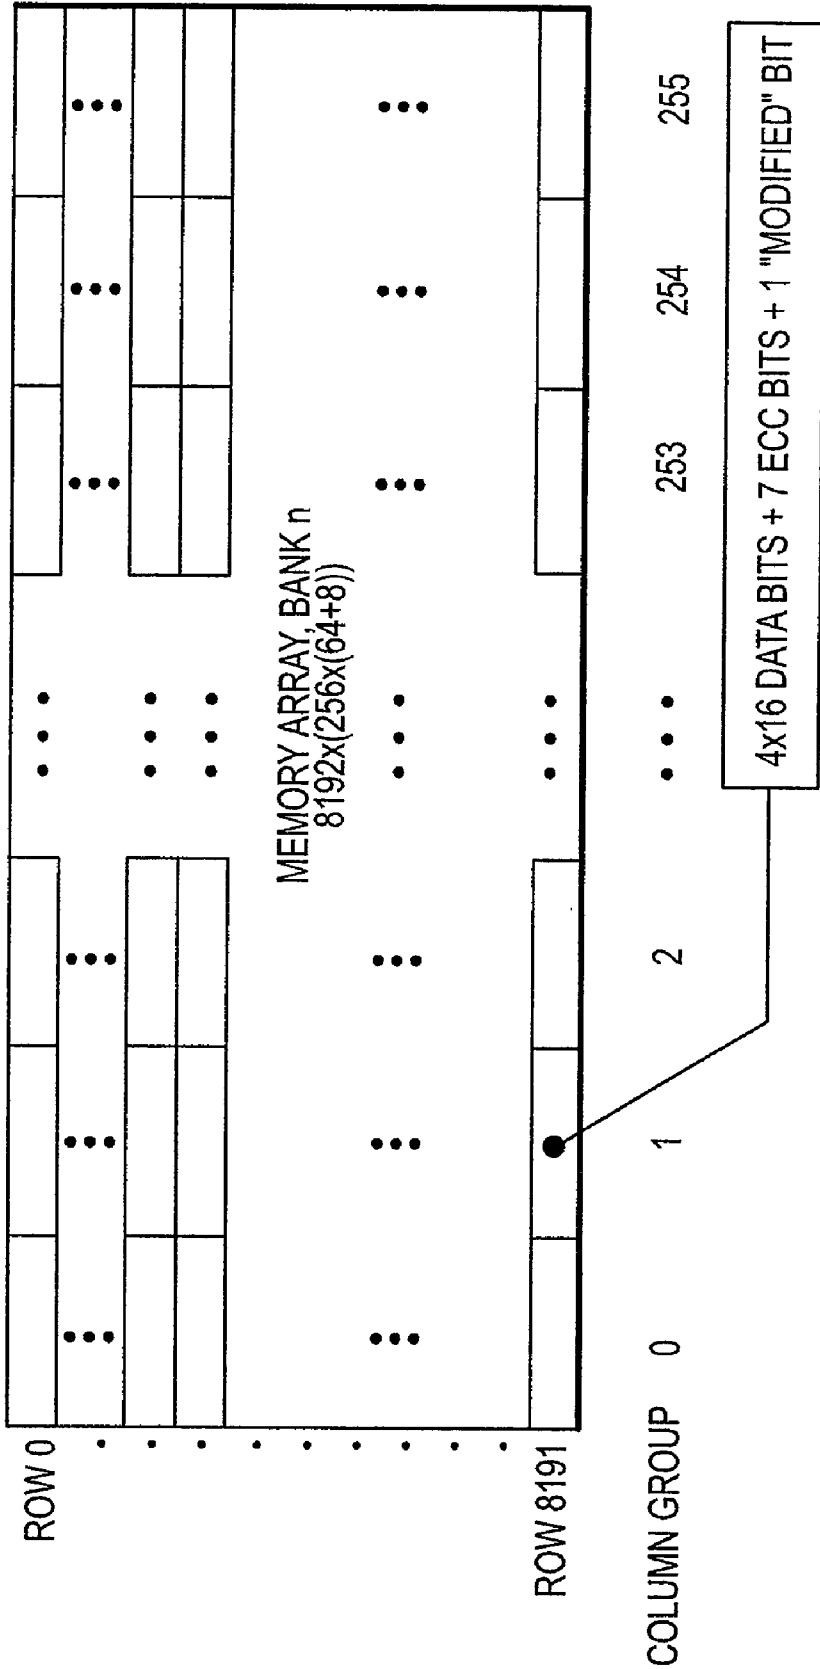 ROW 0
MEMORY ARRAY, BANK n
8192x(256x(64+8))
ROW 8191
COLUMN GROUP 0 1 2 253 254 255
4x16 DATA BITS + 7 ECC BITS + 1 "MODIFIED" BIT